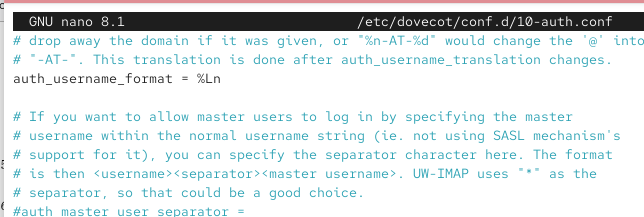 GNU nano 8.1 /etc/dovecot/conf.d/10-auth.conf
# drop away the domain if it was given, or "%n-AT-%d" would change the '@' into
# "-AT-". This translation is done after auth_username_translation changes.
auth_username_format = %Ln
# If you want to allow master users to log in by specifying the master
# username within the normal username string (ie. not using SASL mechanism's
# support for it), you can specify the separator character here. The format
# is then <username><separator><master username>. UW-IMAP uses "*" as the
# separator, so that could be a good choice.
#auth_master_user_separator =